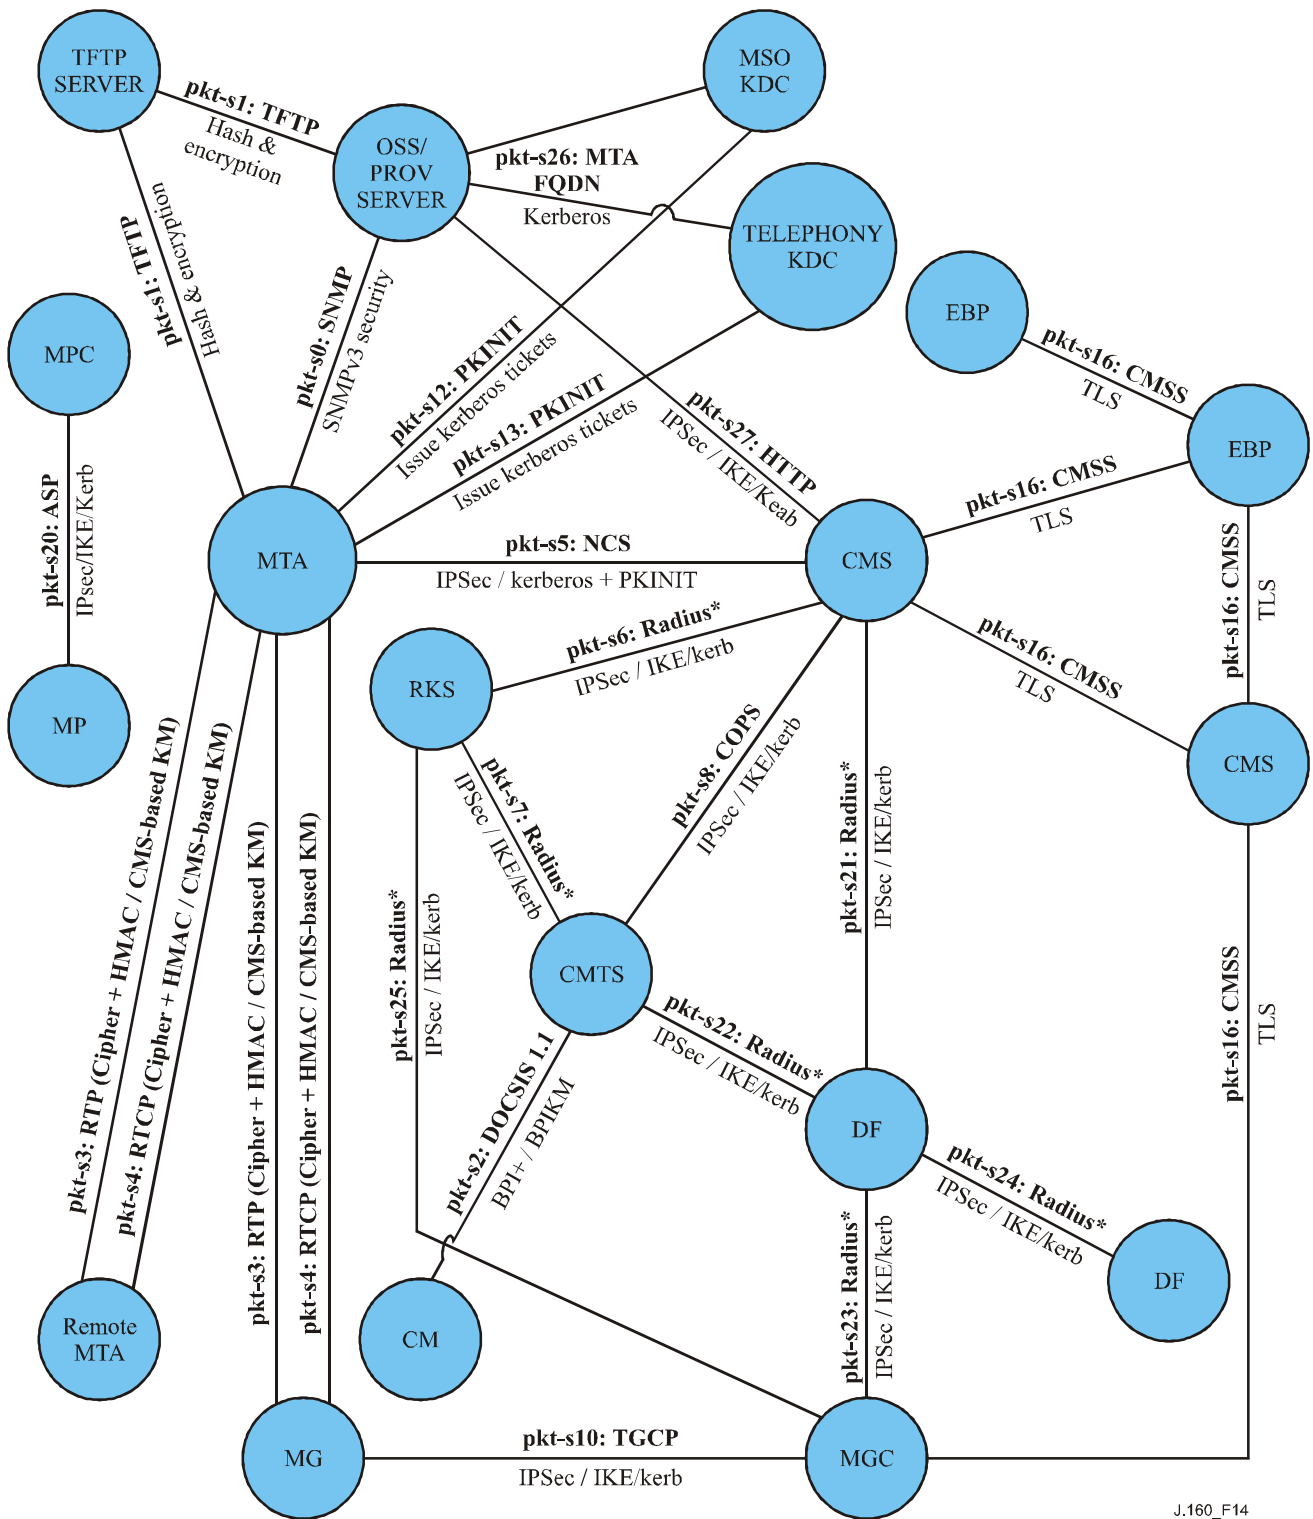 TFTP
SERVER
MSO
KDC
pkt-s1: TFTP
Hash &
encryption
OSS/
PROV
SERVER
pkt-s26: MTA
FQDN
Kerberos
TELEPHONY
KDC
pkt-s1: TFTP
Hash & encryption
pkt-s0: SNMP
SNMPv3 security
pkt-s12: PKINIT
Issue kerberos tickets
pkt-s13: PKINIT
Issue kerberos tickets
pkt-s27: HTTP
IPSec / IKE/Keab
EBP
pkt-s16: CMSS
TLS
EBP
MPC
pkt-s20: ASP
IPsec/IKE/Kerb
MP
MTA
pkt-s5: NCS
IPSec / kerberos + PKINIT
CMS
pkt-s16: CMSS
TLS
pkt-s16: CMSS
TLS
pkt-s16: CMSS
TLS
CMS
RKS
pkt-s6: Radius*
IPSec / IKE/kerb
pkt-s7: Radius*
IPSec / IKE/kerb
pkt-s8: COPS
IPSec / IKE/kerb
pkt-s21: Radius*
IPSec / IKE/kerb
pkt-s3: RTP (Cipher + HMAC / CMS-based KM)
pkt-s4: RTCP (Cipher + HMAC / CMS-based KM)
pkt-s3: RTP (Cipher + HMAC / CMS-based KM)
pkt-s4: RTCP (Cipher + HMAC / CMS-based KM)
pkt-s25: Radius*
IPSec / IKE/kerb
CMTS
pkt-s22: Radius*
IPSec / IKE/kerb
pkt-s2: DOCSIS 1.1
BPI+ / BPIKM
DF
pkt-s24: Radius*
IPSec / IKE/kerb
DF
pkt-s23: Radius*
IPSec / IKE/kerb
pkt-s16: CMSS
TLS
Remote
MTA
CM
MG
pkt-s10: TGCP
IPSec / IKE/kerb
MGC
J.160_F14